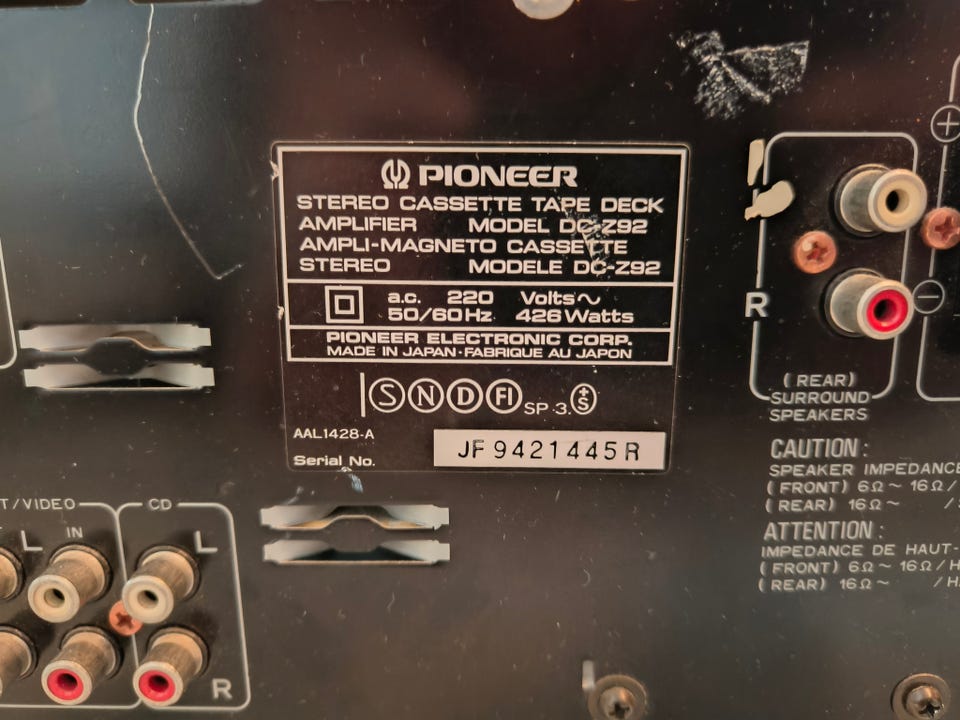 PIONEER
STEREO CASSETTE TAPE DECK
AMPLIFIER MODEL DC-Z92
AMPLI-MAGNETO CASSETTE
STEREO MODELE DC-Z92
a.c. 220 Volts∿
50/60Hz 426Watts
PIONEER ELECTRONIC CORP.
MADE IN JAPAN·FABRIQUE AU JAPON
S N D FI SP·3. +S
AAL1428-A
Serial No. JF9421445R
+
R
−
(REAR)
SURROUND
SPEAKERS
CAUTION :
SPEAKER IMPEDANCE
(FRONT) 6Ω~ 16Ω/
(REAR) 16Ω~
ATTENTION :
IMPEDANCE DE HAUT-
(FRONT) 6Ω~ 16Ω/H
(REAR) 16Ω~ /H
T/VIDEO CD
L IN L
R